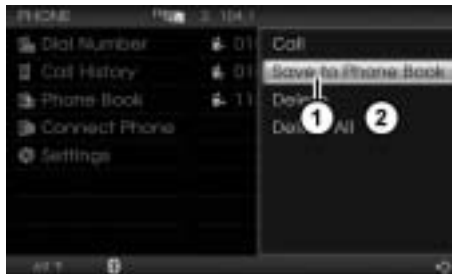 PHONE
Dial Number
Call History
Phone Book
Connect Phone
Settings
Call
Save to Phone Book
Delete
Delete All
1
2